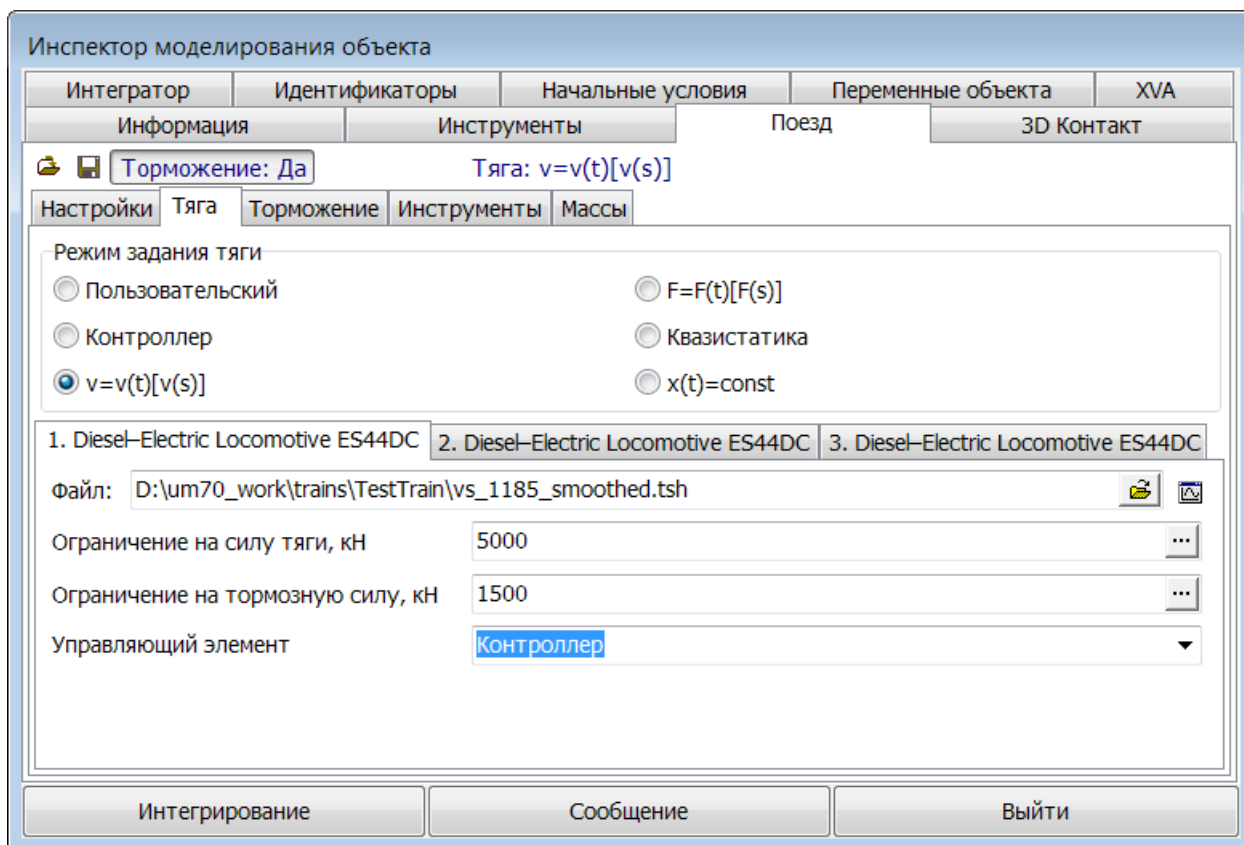 Инспектор моделирования объекта
Интегратор Идентификаторы Начальные условия Переменные объекта XVA
Информация Инструменты Поезд 3D Контакт
Торможение: Да Тяга: v=v(t)[v(s)]
Настройки Тяга Торможение Инструменты Массы
Режим задания тяги
Пользовательский F=F(t)[F(s)]
Контроллер Квазистатика
v=v(t)[v(s)] x(t)=const
1. Diesel–Electric Locomotive ES44DC 2. Diesel–Electric Locomotive ES44DC 3. Diesel–Electric Locomotive ES44DC
Файл: D:\um70_work\trains\TestTrain\vs_1185_smoothed.tsh
Ограничение на силу тяги, кН 5000 ...
Ограничение на тормозную силу, кН 1500 ...
Управляющий элемент Контроллер
Интегрирование Сообщение Выйти